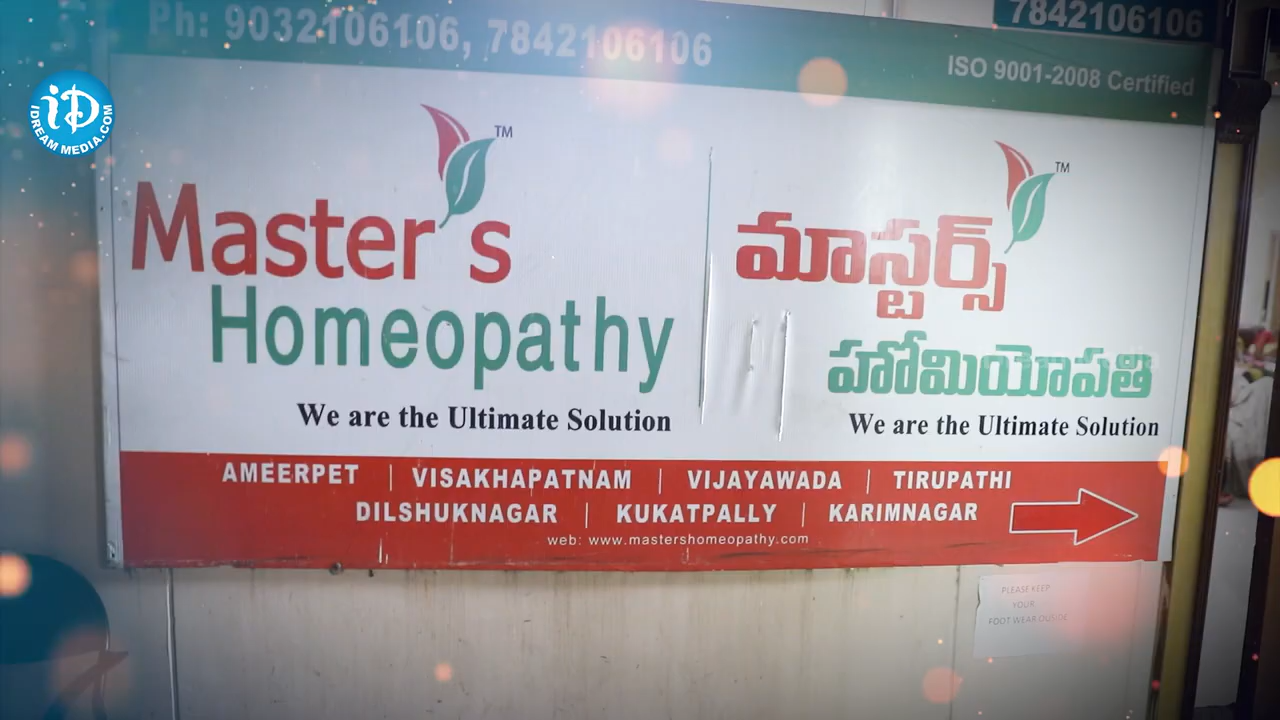 7842106106
Ph: 9032106106, 7842106106
ISO 9001-2008 Certified
iD
IDREAM MEDIA.COM
TM
Master's
Homeopathy
We are the Ultimate Solution
TM
మాస్టర్స్
హోమియోపతి
We are the Ultimate Solution
AMEERPET | VISAKHAPATNAM | VIJAYAWADA | TIRUPATHI
DILSHUKNAGAR | KUKATPALLY | KARIMNAGAR
web: www.mastershomeopathy.com
PLEASE KEEP
YOUR
FOOT WEAR OUSIDE